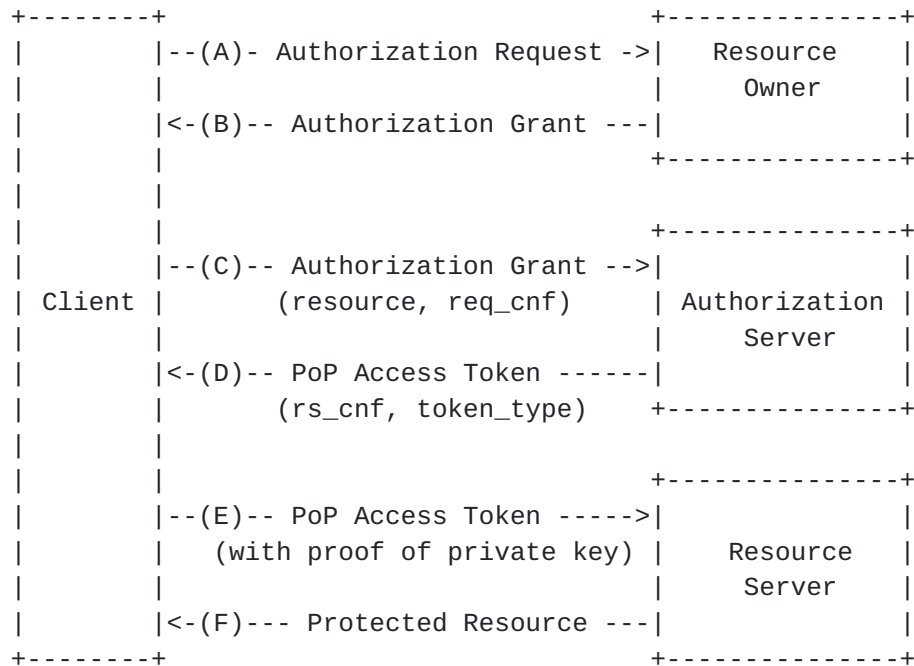 +--------+                               +---------------+
|        |--(A)- Authorization Request ->|   Resource    |
|        |                               |     Owner     |
|        |<-(B)-- Authorization Grant ---|               |
|        |                               +---------------+
|        |
|        |                               +---------------+
|        |--(C)-- Authorization Grant -->|               |
| Client |       (resource, req_cnf)     | Authorization |
|        |                               |     Server    |
|        |<-(D)-- PoP Access Token ------|               |
|        |       (rs_cnf, token_type)    +---------------+
|        |
|        |                               +---------------+
|        |--(E)-- PoP Access Token ----->|               |
|        |   (with proof of private key) |    Resource   |
|        |                               |     Server    |
|        |<-(F)--- Protected Resource ---|               |
+--------+                               +---------------+